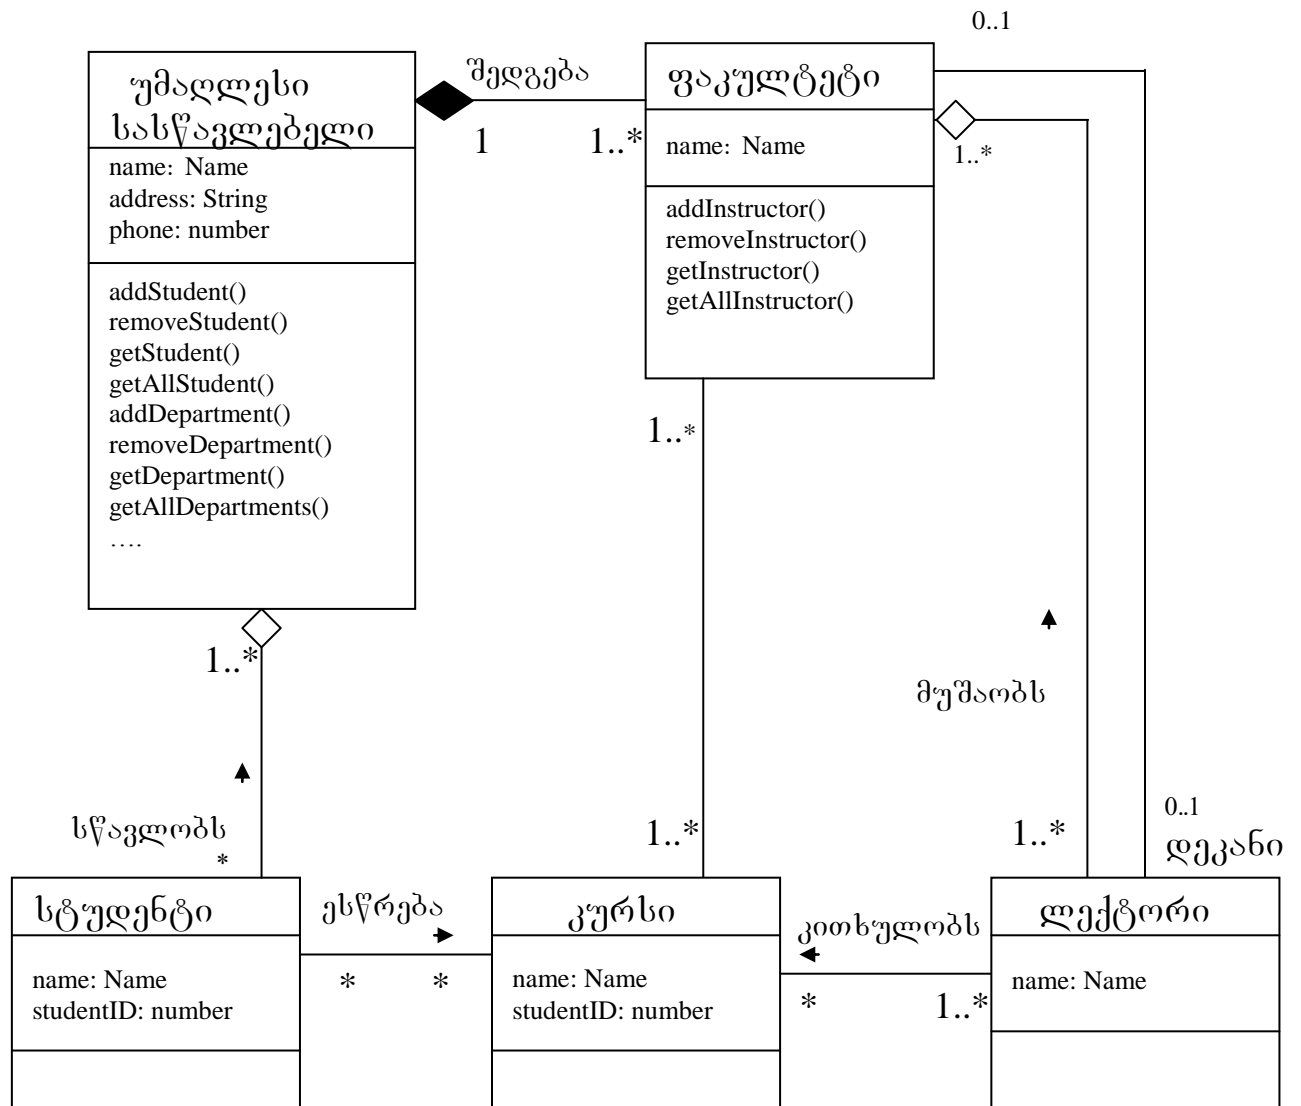 უმაღლესი
სასწავლებელი
name: Name
address: String
phone: number
addStudent()
removeStudent()
getStudent()
getAllStudent()
addDepartment()
removeDepartment()
getDepartment()
getAllDepartments()
....
შედგება
1
1..*
ფაკულტეტი
name: Name
addInstructor()
removeInstructor()
getInstructor()
getAllInstructor()
0..1
1..*
1..*
1..*
1..*
სწავლობს
*
მუშაობს
1..*
0..1
დეკანი
სტუდენტი
name: Name
studentID: number
ესწრება
* *
კურსი
name: Name
studentID: number
კითხულობს
* 1..*
ლექტორი
name: Name